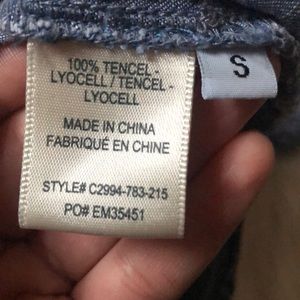 100% TENCEL -
LYOCELL / TENCEL -
LYOCELL
MADE IN CHINA
FABRIQUÉ EN CHINE
STYLE# C2994-783-215
PO# EM35451
S